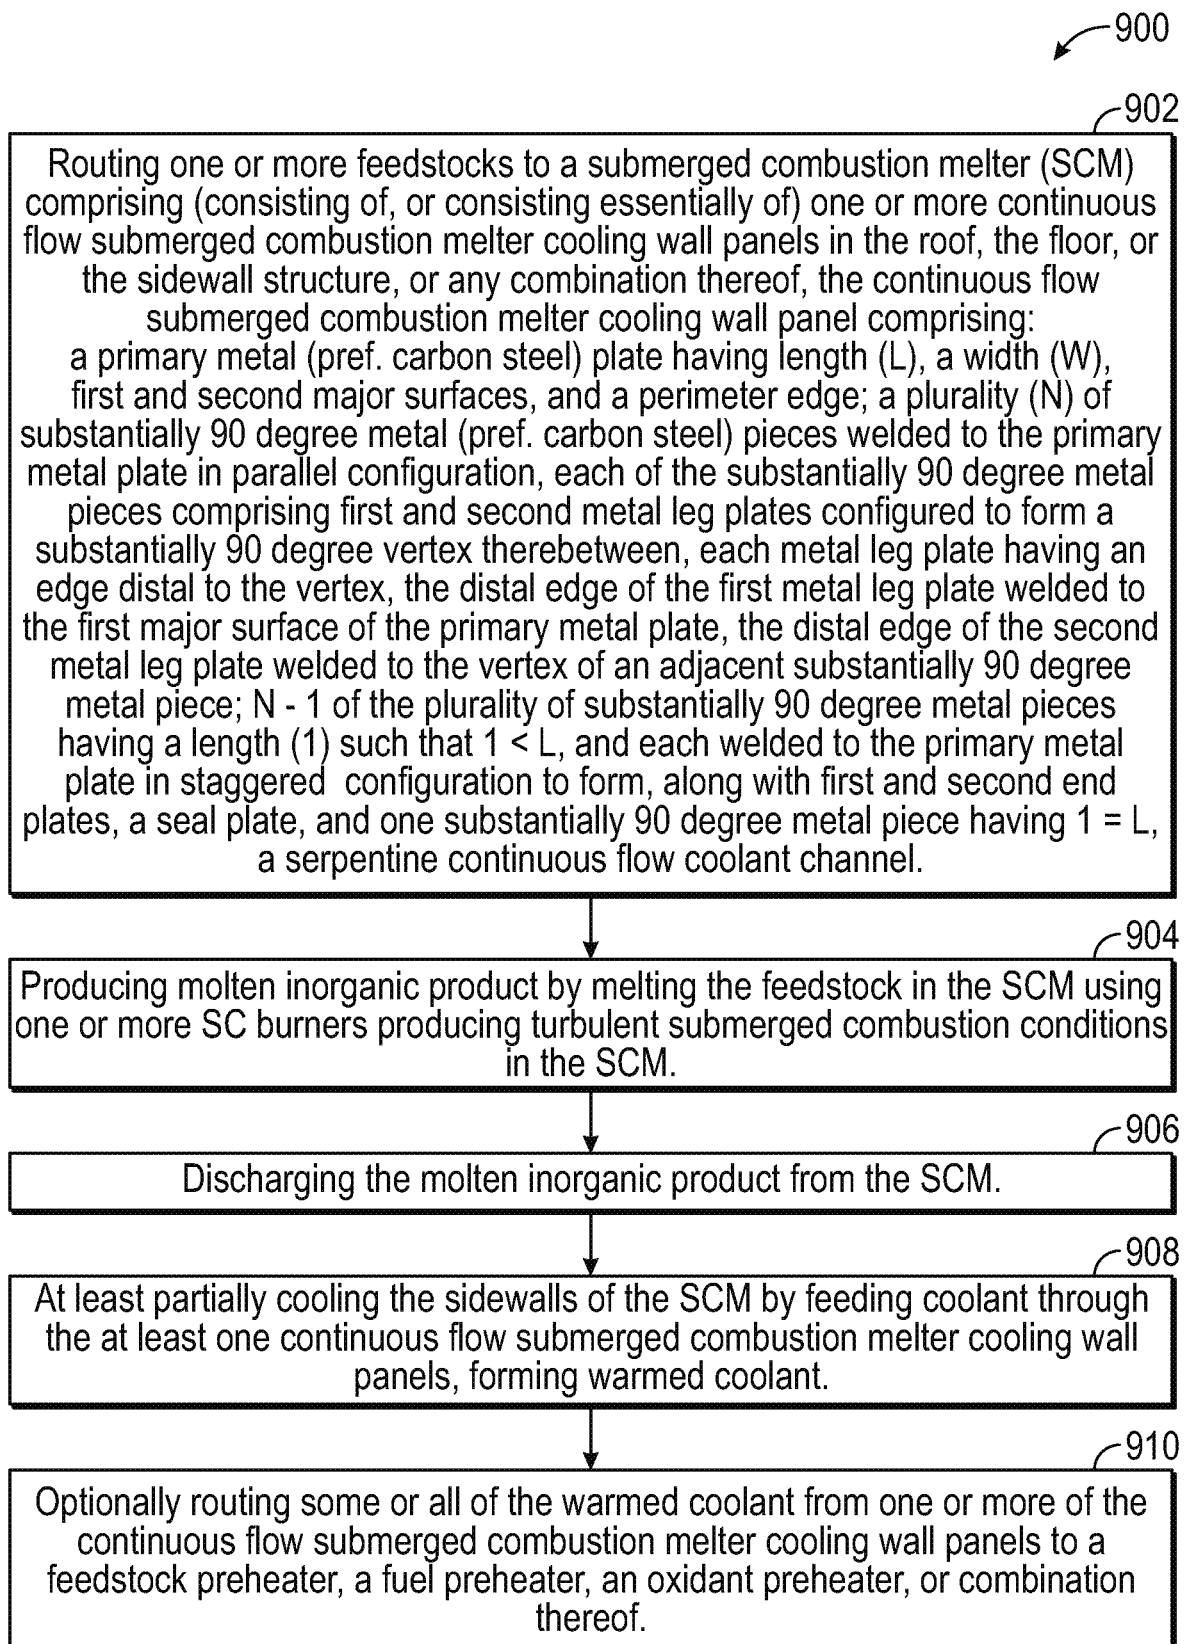 900
902
Routing one or more feedstocks to a submerged combustion melter (SCM)
comprising (consisting of, or consisting essentially of) one or more continuous
flow submerged combustion melter cooling wall panels in the roof, the floor, or
the sidewall structure, or any combination thereof, the continuous flow
submerged combustion melter cooling wall panel comprising:
a primary metal (pref. carbon steel) plate having length (L), a width (W),
first and second major surfaces, and a perimeter edge; a plurality (N) of
substantially 90 degree metal (pref. carbon steel) pieces welded to the primary
metal plate in parallel configuration, each of the substantially 90 degree metal
pieces comprising first and second metal leg plates configured to form a
substantially 90 degree vertex therebetween, each metal leg plate having an
edge distal to the vertex, the distal edge of the first metal leg plate welded to
the first major surface of the primary metal plate, the distal edge of the second
metal leg plate welded to the vertex of an adjacent substantially 90 degree
metal piece; N - 1 of the plurality of substantially 90 degree metal pieces
having a length (1) such that 1 < L, and each welded to the primary metal
plate in staggered configuration to form, along with first and second end
plates, a seal plate, and one substantially 90 degree metal piece having 1 = L,
a serpentine continuous flow coolant channel.
904
Producing molten inorganic product by melting the feedstock in the SCM using
one or more SC burners producing turbulent submerged combustion conditions
in the SCM.
906
Discharging the molten inorganic product from the SCM.
908
At least partially cooling the sidewalls of the SCM by feeding coolant through
the at least one continuous flow submerged combustion melter cooling wall
panels, forming warmed coolant.
910
Optionally routing some or all of the warmed coolant from one or more of the
continuous flow submerged combustion melter cooling wall panels to a
feedstock preheater, a fuel preheater, an oxidant preheater, or combination
thereof.